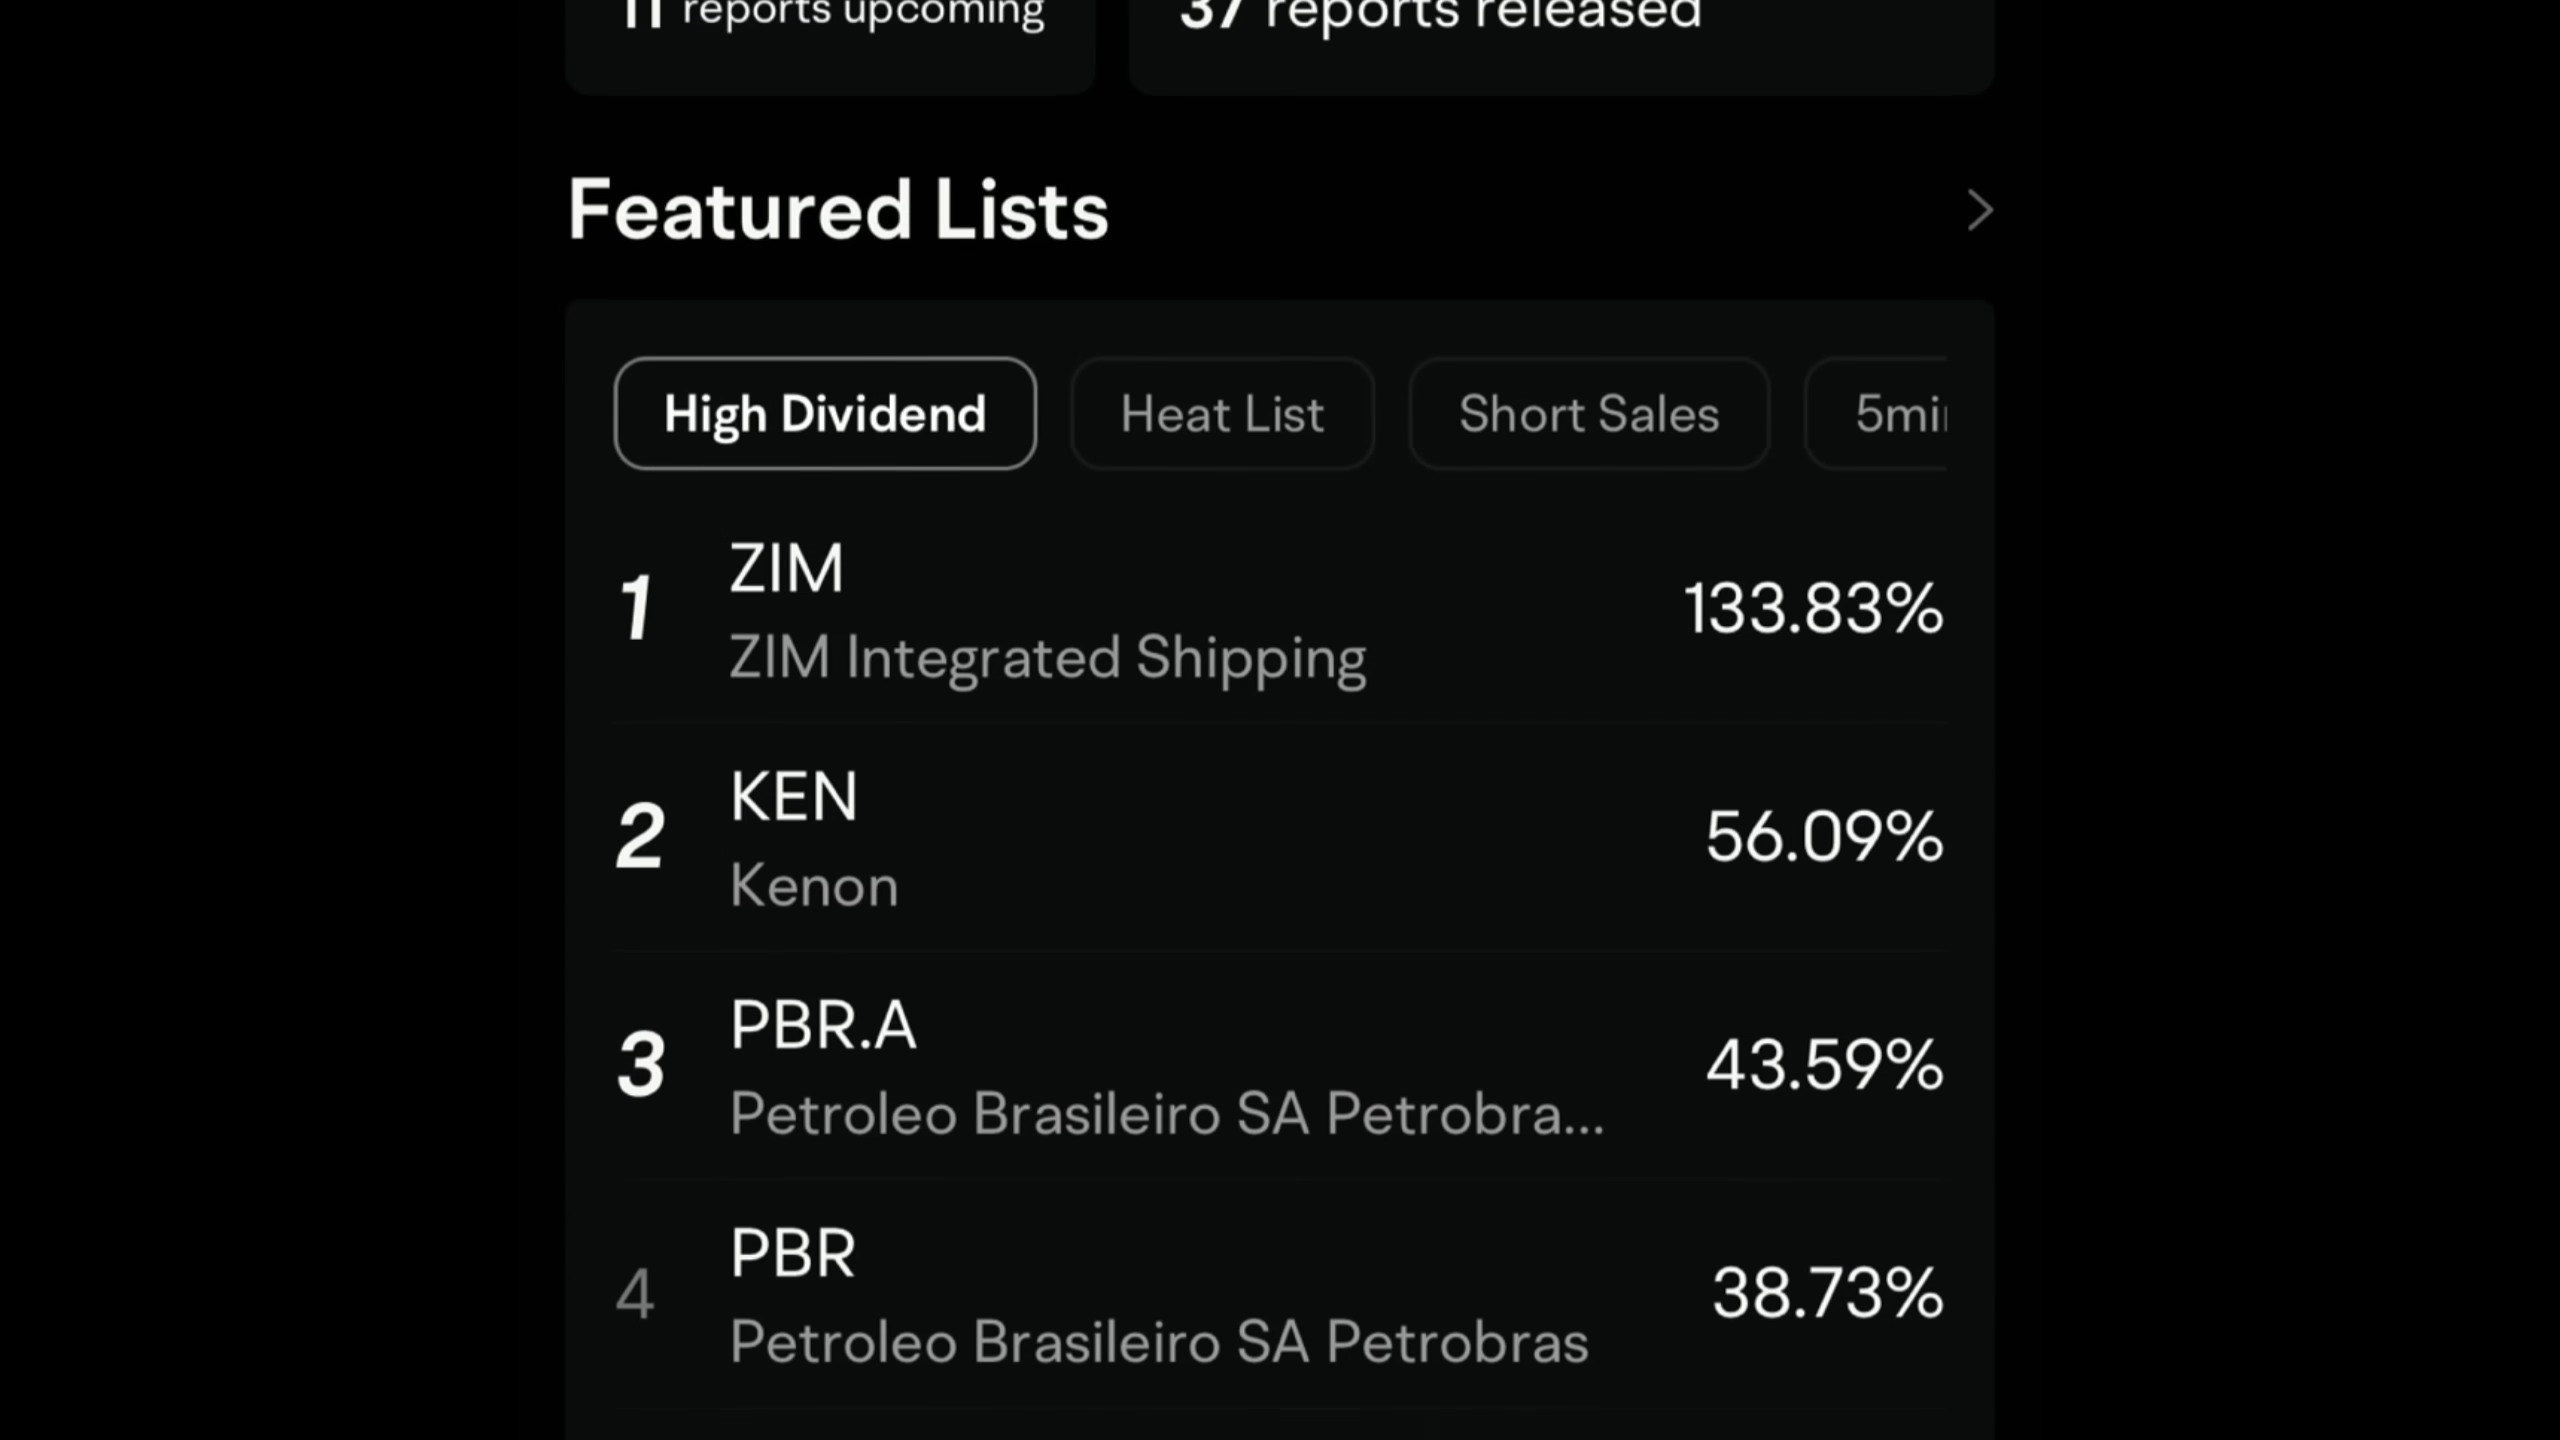 11 reports upcoming
37 reports released
Featured Lists
High Dividend
Heat List
Short Sales
1
ZIM
ZIM Integrated Shipping
133.83%
2
KEN
Kenon
56.09%
3
PBR.A
Petroleo Brasileiro SA Petrobra...
43.59%
4
PBR
Petroleo Brasileiro SA Petrobras
38.73%